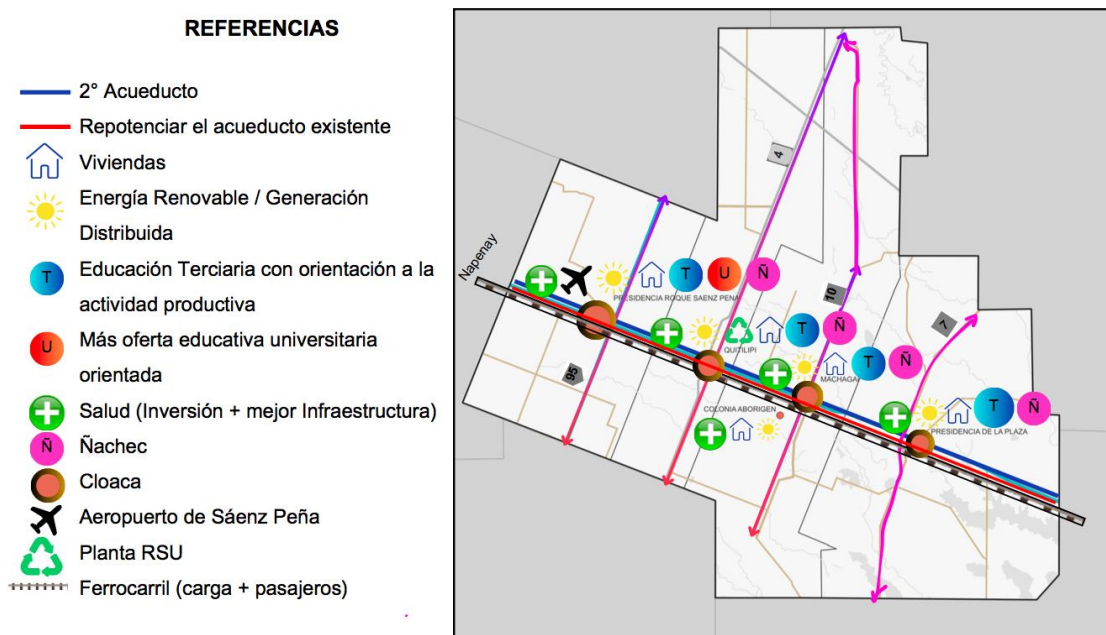 REFERENCIAS
2° Acueducto
Repotenciar el acueducto existente
Viviendas
Energía Renovable / Generación
Distribuida
T
Educación Terciaria con orientación a la
actividad productiva
U
Más oferta educativa universitaria
orientada
Salud (Inversión + mejor Infraestructura)
Ñ
Ñachec
Cloaca
Aeropuerto de Sáenz Peña
Planta RSU
Ferrocarril (carga + pasajeros)
4
Napenay
T
U
Ñ
PRESIDENCIA ROQUE SAENZ PEÑA
10
7
T
Ñ
QUITILIPI
95
T
Ñ
MACHAGAI
COLONIA ABORIGEN
T
Ñ
PRESIDENCIA DE LA PLAZA